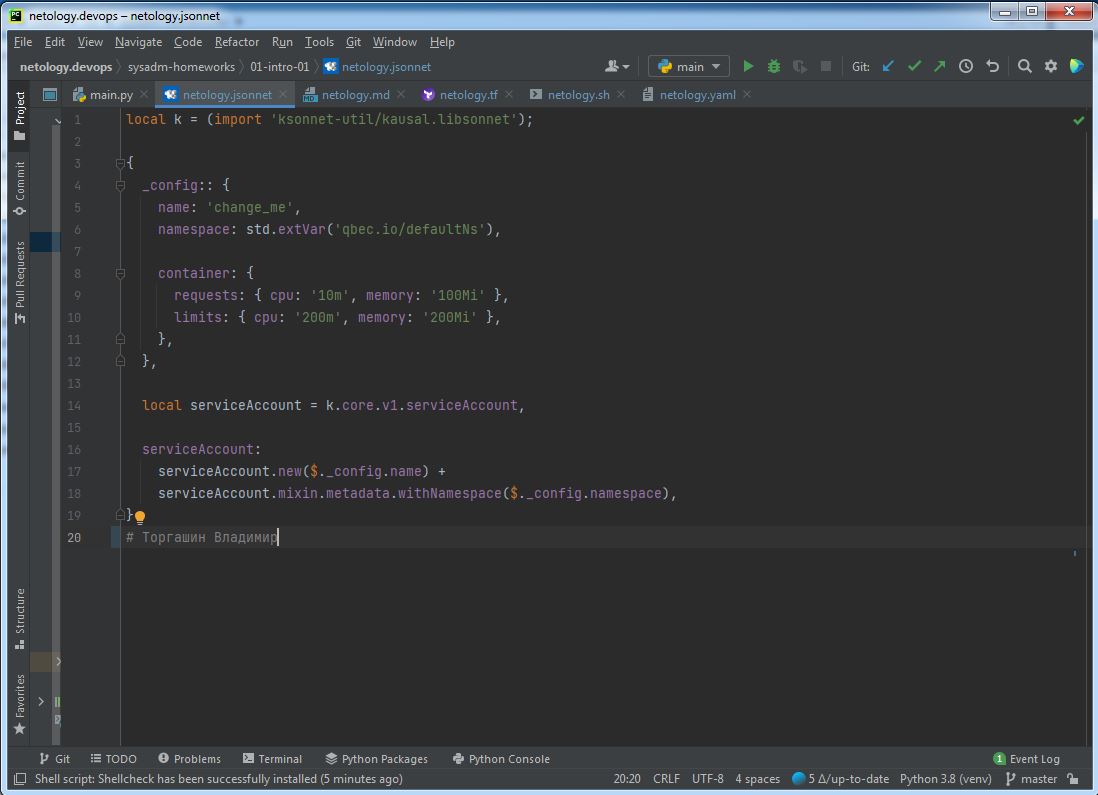 netology.devops – netology.jsonnet
File Edit View Navigate Code Refactor Run Tools Git Window Help
netology.devops sysadm-homeworks 01-intro-01 netology.jsonnet main Git:
main.py netology.jsonnet netology.md netology.tf netology.sh netology.yaml
Project
Commit
Pull Requests
Structure
Favorites
1 local k = (import 'ksonnet-util/kausal.libsonnet');
2
3 {
4 _config:: {
5 name: 'change_me',
6 namespace: std.extVar('qbec.io/defaultNs'),
7
8 container: {
9 requests: { cpu: '10m', memory: '100Mi' },
10 limits: { cpu: '200m', memory: '200Mi' },
11 },
12 },
13
14 local serviceAccount = k.core.v1.serviceAccount,
15
16 serviceAccount:
17 serviceAccount.new($._config.name) +
18 serviceAccount.mixin.metadata.withNamespace($._config.namespace),
19 }
20 # Торгашин Владимир
Git TODO Problems Terminal Python Packages Python Console 1 Event Log
Shell script: Shellcheck has been successfully installed (5 minutes ago) 20:20 CRLF UTF-8 4 spaces 5 Δ/up-to-date Python 3.8 (venv) master